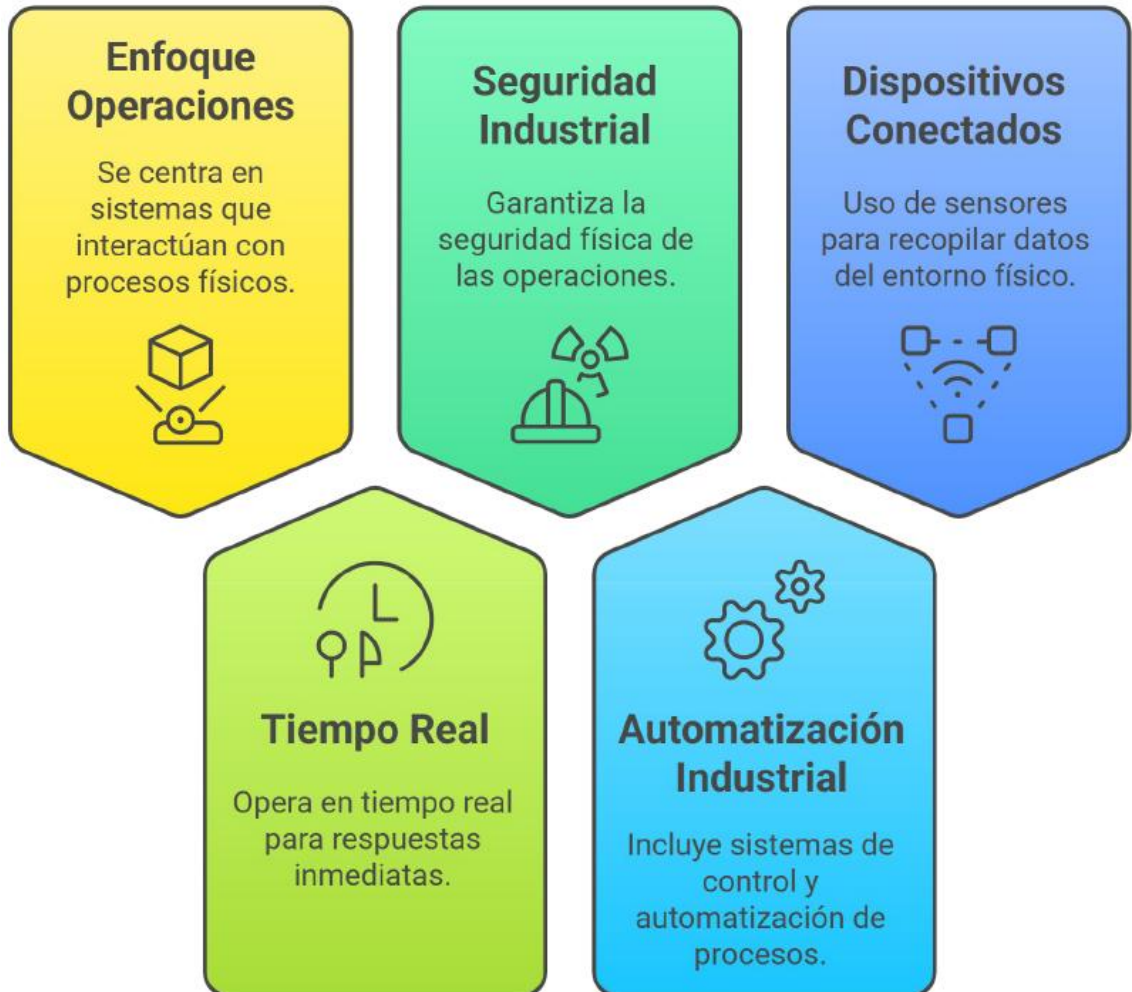 Enfoque
Operaciones
Se centra en
sistemas que
interactúan con
procesos físicos.
Seguridad
Industrial
Garantiza la
seguridad física de
las operaciones.
Dispositivos
Conectados
Uso de sensores
para recopilar datos
del entorno físico.
Tiempo Real
Opera en tiempo real
para respuestas
inmediatas.
Automatización
Industrial
Incluye sistemas de
control y
automatización de
procesos.